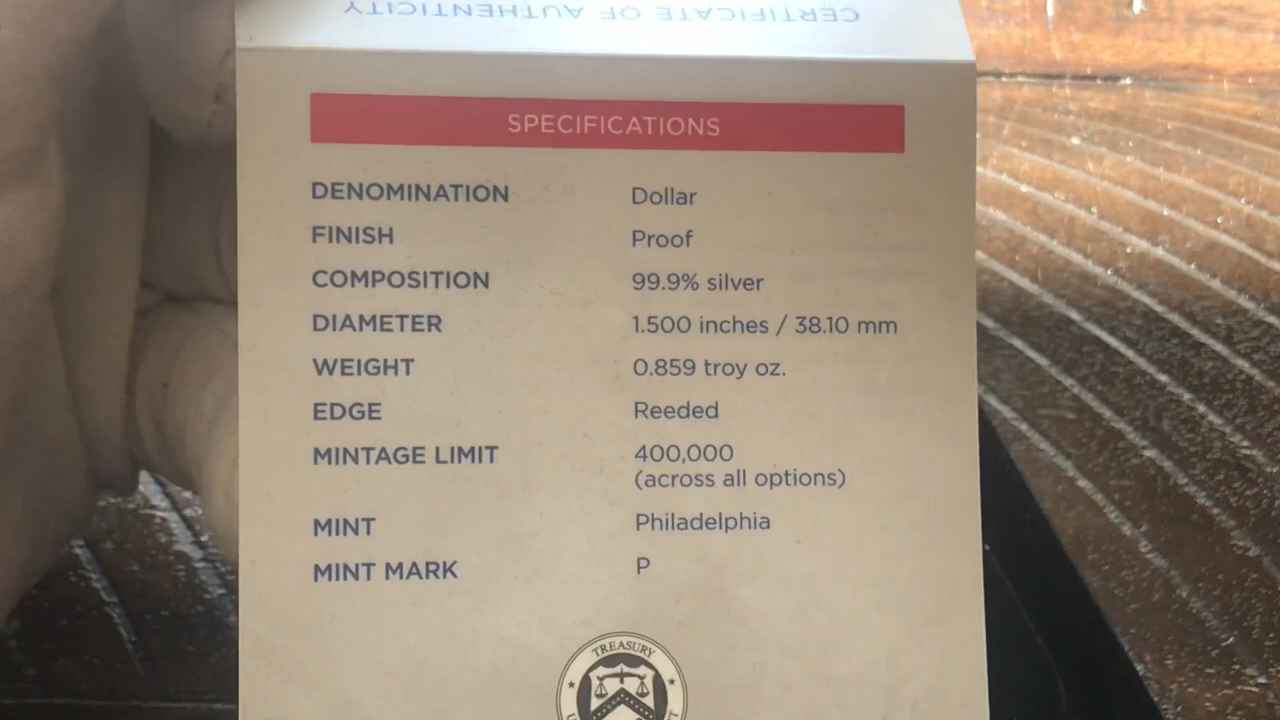 CERTIFICATE OF AUTHENTICITY
SPECIFICATIONS
DENOMINATION Dollar
FINISH Proof
COMPOSITION 99.9% silver
DIAMETER 1.500 inches / 38.10 mm
WEIGHT 0.859 troy oz.
EDGE Reeded
MINTAGE LIMIT 400,000
(across all options)
MINT Philadelphia
MINT MARK P
TREASURY